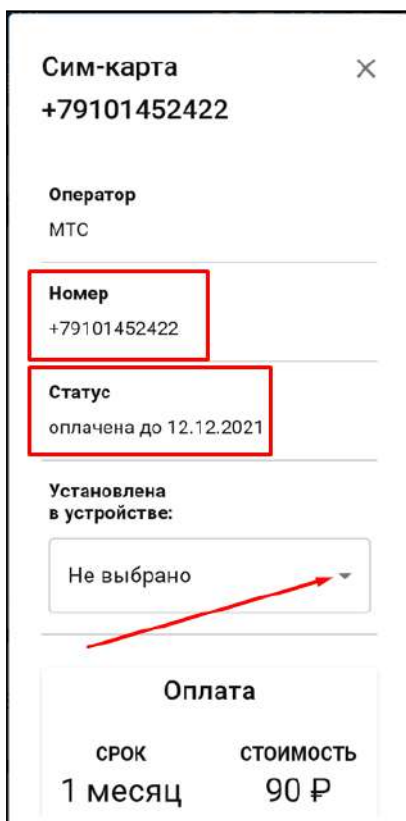 Сим-карта
+79101452422
Оператор
МТС
Номер
+79101452422
Статус
оплачена до 12.12.2021
Установлена
в устройстве:
Не выбрано
Оплата
СРОК СТОИМОСТЬ
1 месяц 90 ₽